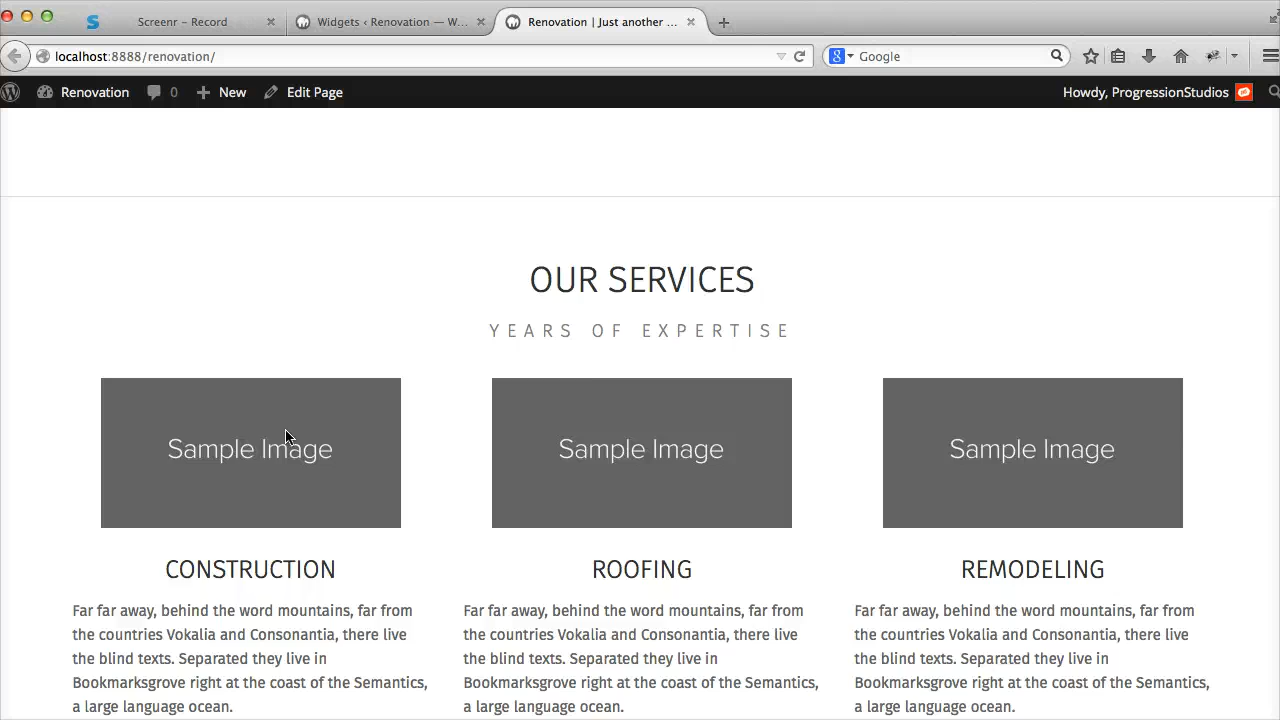 Screenr – Record
Widgets ‹ Renovation — W...
Renovation | Just another ...
localhost:8888/renovation/
Google
Renovation
0
New
Edit Page
Howdy, ProgressionStudios
OUR SERVICES
YEARS OF EXPERTISE
Sample Image
Sample Image
Sample Image
CONSTRUCTION
Far far away, behind the word mountains, far from
the countries Vokalia and Consonantia, there live
the blind texts. Separated they live in
Bookmarksgrove right at the coast of the Semantics,
a large language ocean.
ROOFING
Far far away, behind the word mountains, far from
the countries Vokalia and Consonantia, there live
the blind texts. Separated they live in
Bookmarksgrove right at the coast of the Semantics,
a large language ocean.
REMODELING
Far far away, behind the word mountains, far from
the countries Vokalia and Consonantia, there live
the blind texts. Separated they live in
Bookmarksgrove right at the coast of the Semantics,
a large language ocean.